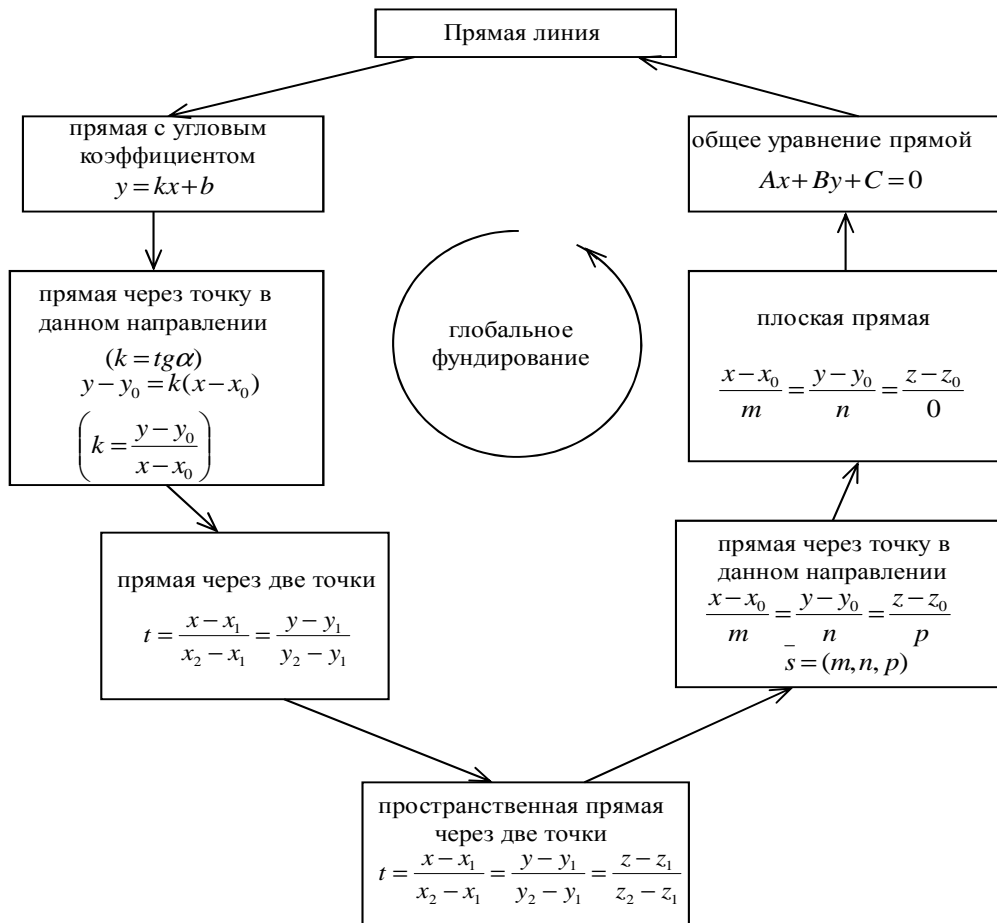 Прямая линия
прямая с угловым
коэффициентом
y = kx + b
прямая через точку в
данном направлении
(k = tgα)
y − y₀ = k(x − x₀)
(k = (y − y₀)/(x − x₀))
прямая через две точки
t = (x − x₁)/(x₂ − x₁) = (y − y₁)/(y₂ − y₁)
пространственная прямая
через две точки
t = (x − x₁)/(x₂ − x₁) = (y − y₁)/(y₂ − y₁) = (z − z₁)/(z₂ − z₁)
прямая через точку в
данном направлении
(x − x₀)/m = (y − y₀)/n = (z − z₀)/p
s̄ = (m, n, p)
плоская прямая
(x − x₀)/m = (y − y₀)/n = (z − z₀)/0
общее уравнение прямой
Ax + By + C = 0
глобальное
фундирование